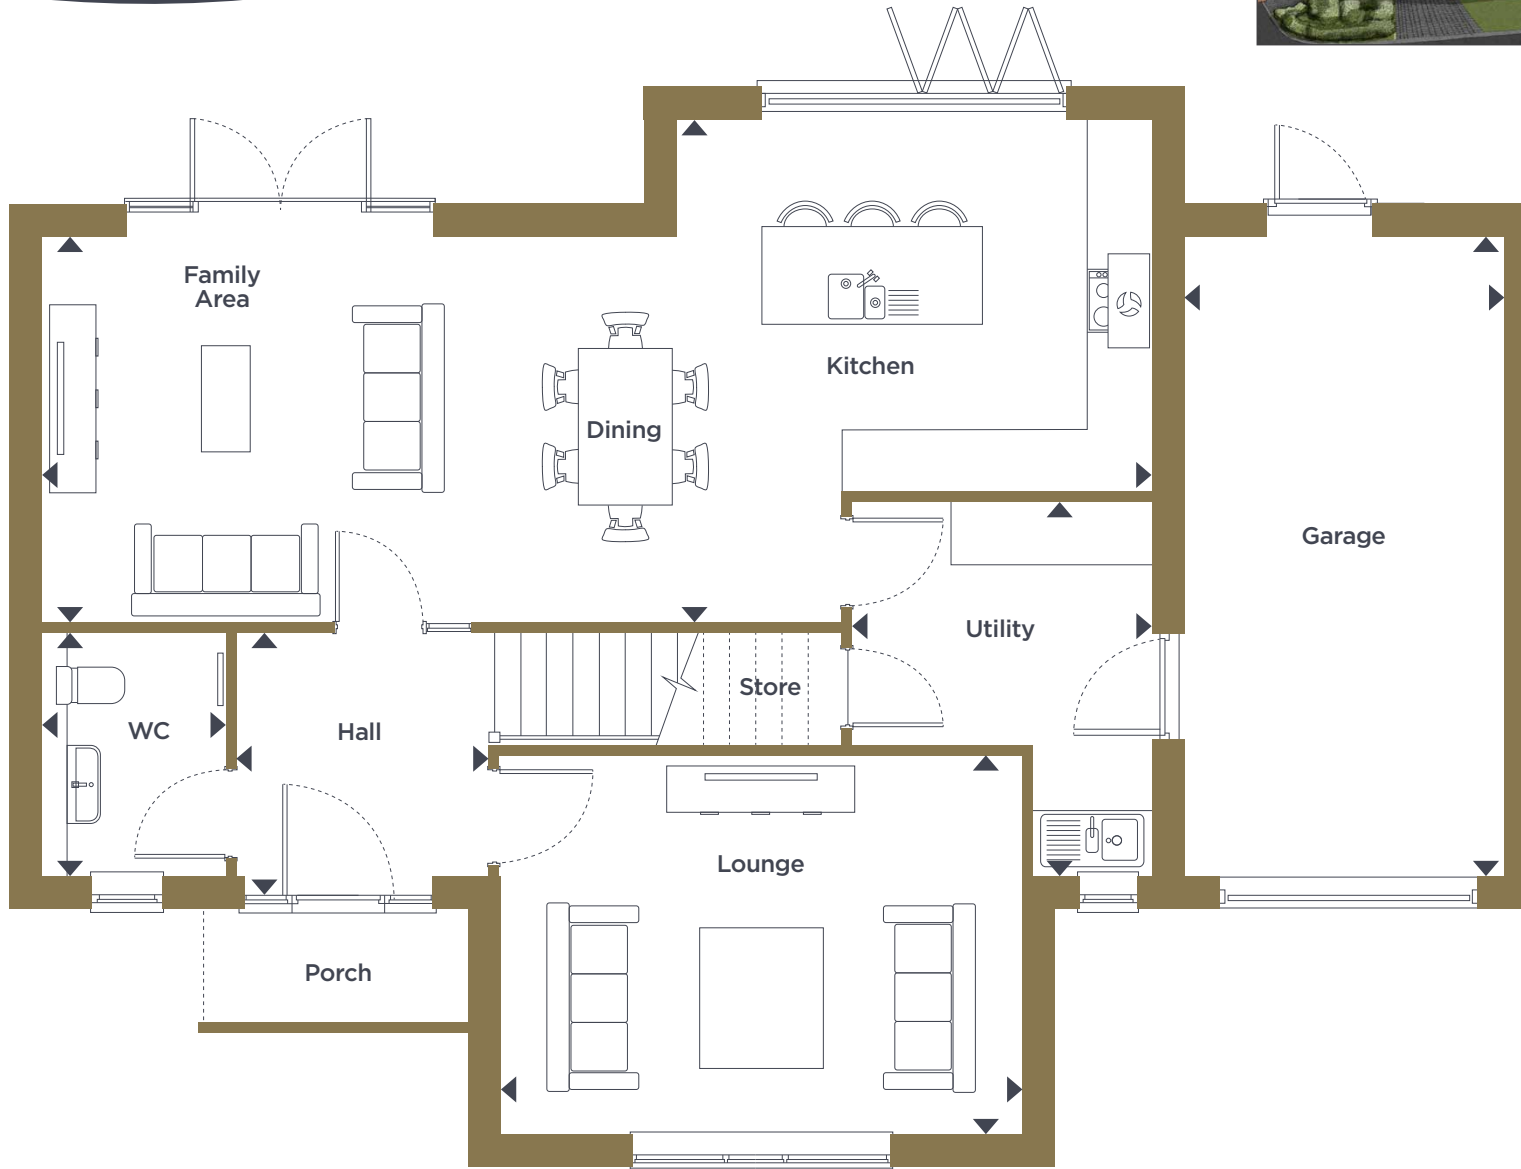 Family
Area
Kitchen
Dining
Garage
Utility
Store
WC
Hall
Lounge
Porch